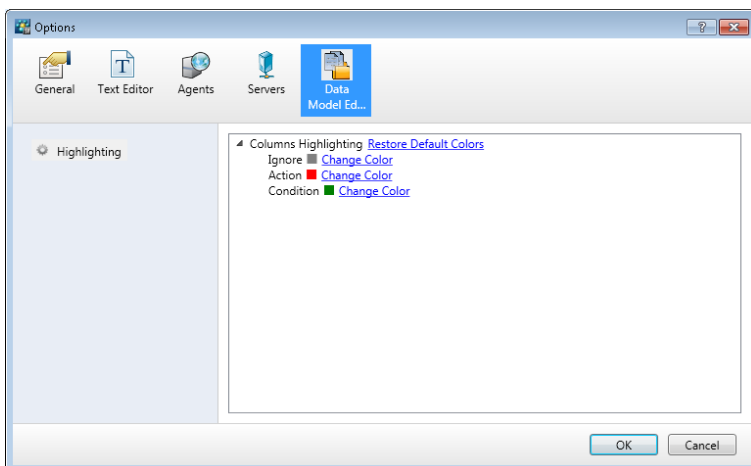 Options
?
General
Text Editor
Agents
Servers
Data
Model Ed...
T
Highlighting
Columns Highlighting Restore Default Colors
Ignore Change Color
Action Change Color
Condition Change Color
OK
Cancel